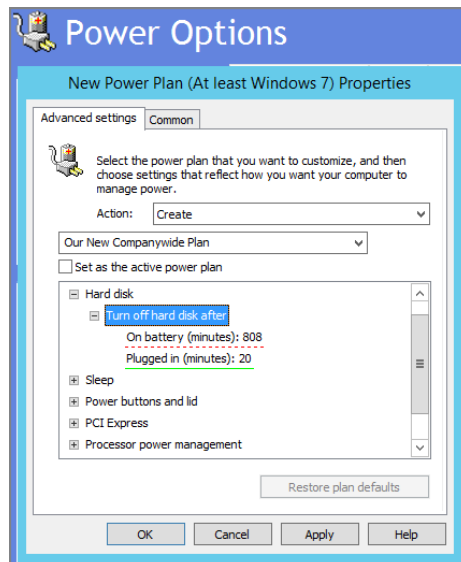 Power Options
New Power Plan (At least Windows 7) Properties
Advanced settings Common
Select the power plan that you want to customize, and then
choose settings that reflect how you want your computer to
manage power.
Action: Create
Our New Companywide Plan
Set as the active power plan
Hard disk
Turn off hard disk after
On battery (minutes): 808
Plugged in (minutes): 20
Sleep
Power buttons and lid
PCI Express
Processor power management
Restore plan defaults
OK Cancel Apply Help